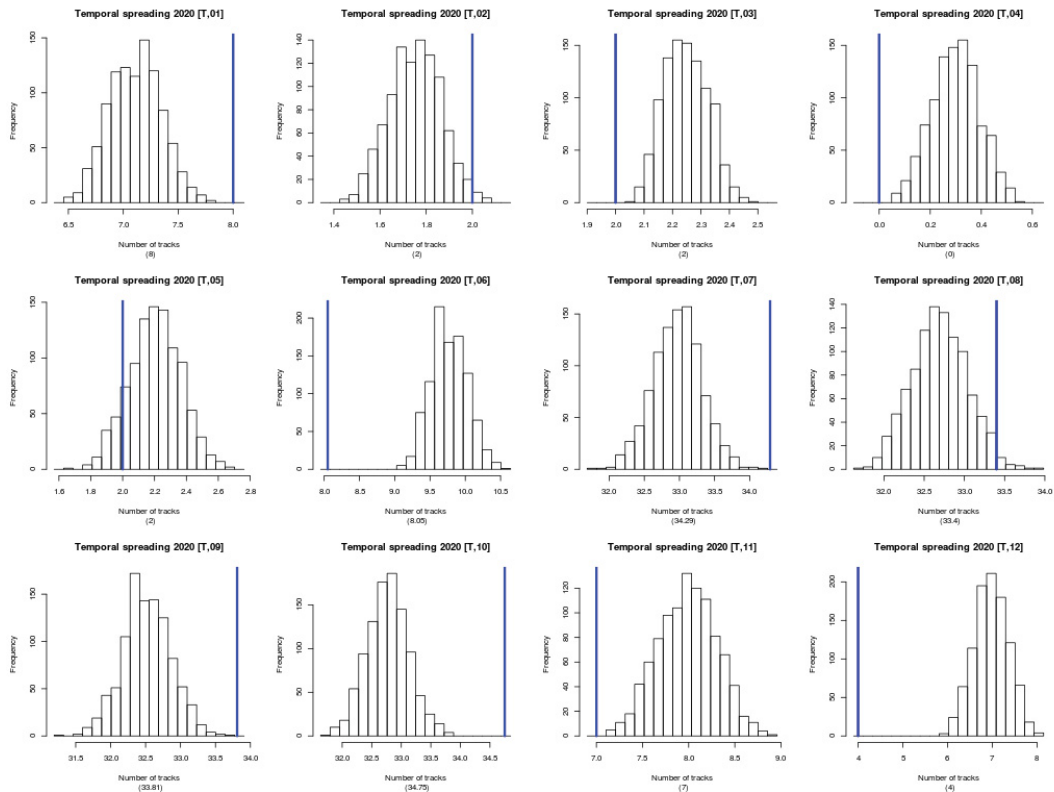 Temporal spreading 2020 [T,01]
Frequency
0 50 100 150
6.5 7.0 7.5 8.0
Number of tracks
(8)
Temporal spreading 2020 [T,02]
Frequency
0 20 40 60 80 100 120 140
1.4 1.6 1.8 2.0
Number of tracks
(2)
Temporal spreading 2020 [T,03]
Frequency
0 50 100 150
1.9 2.0 2.1 2.2 2.3 2.4 2.5
Number of tracks
(2)
Temporal spreading 2020 [T,04]
Frequency
0 50 100 150
0.0 0.2 0.4 0.6
Number of tracks
(0)
Temporal spreading 2020 [T,05]
Frequency
0 50 100 150
1.6 1.8 2.0 2.2 2.4 2.6 2.8
Number of tracks
(2)
Temporal spreading 2020 [T,06]
Frequency
0 50 100 150 200
8.0 8.5 9.0 9.5 10.0 10.5
Number of tracks
(8.05)
Temporal spreading 2020 [T,07]
Frequency
0 50 100 150
32.0 32.5 33.0 33.5 34.0
Number of tracks
(34.29)
Temporal spreading 2020 [T,08]
Frequency
0 20 40 60 80 100 120 140
32.0 32.5 33.0 33.5 34.0
Number of tracks
(33.4)
Temporal spreading 2020 [T,09]
Frequency
0 50 100 150
31.5 32.0 32.5 33.0 33.5 34.0
Number of tracks
(33.81)
Temporal spreading 2020 [T,10]
Frequency
0 50 100 150
32.0 32.5 33.0 33.5 34.0 34.5
Number of tracks
(34.75)
Temporal spreading 2020 [T,11]
Frequency
0 20 40 60 80 100 120
7.0 7.5 8.0 8.5 9.0
Number of tracks
(7)
Temporal spreading 2020 [T,12]
Frequency
0 50 100 150 200
4 5 6 7 8
Number of tracks
(4)